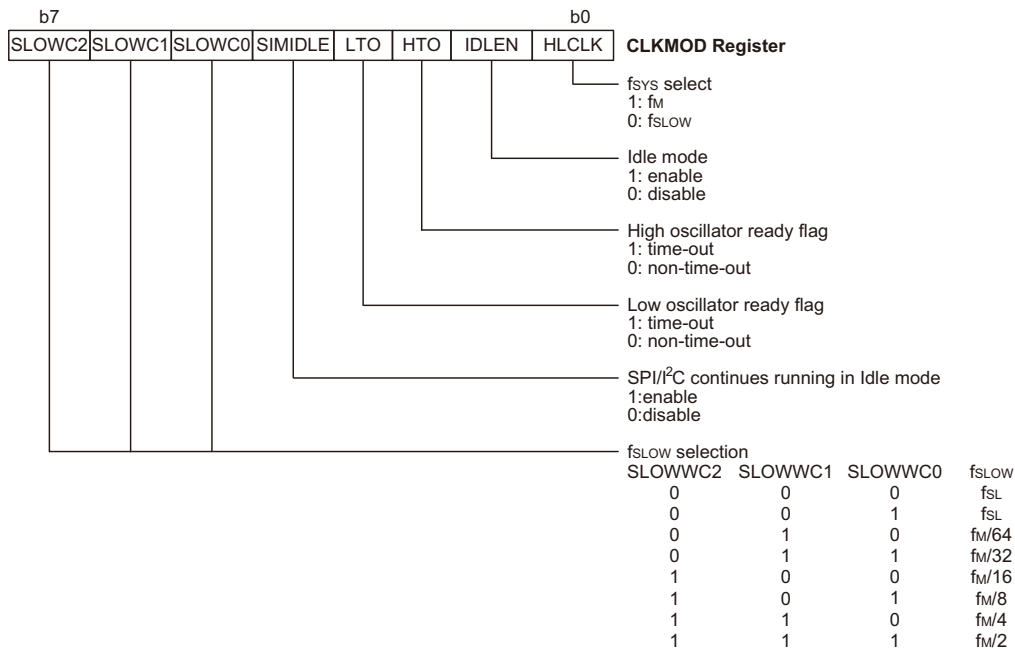 b7 b0
SLOWC2 SLOWC1 SLOWC0 SIMIDLE LTO HTO IDLEN HLCLK CLKMOD Register
fSYS select
1: fM
0: fSLOW
Idle mode
1: enable
0: disable
High oscillator ready flag
1: time-out
0: non-time-out
Low oscillator ready flag
1: time-out
0: non-time-out
SPI/I²C continues running in Idle mode
1:enable
0:disable
fSLOW selection
SLOWWC2 SLOWWC1 SLOWWC0 fSLOW
0 0 0 fSL
0 0 1 fSL
0 1 0 fM/64
0 1 1 fM/32
1 0 0 fM/16
1 0 1 fM/8
1 1 0 fM/4
1 1 1 fM/2